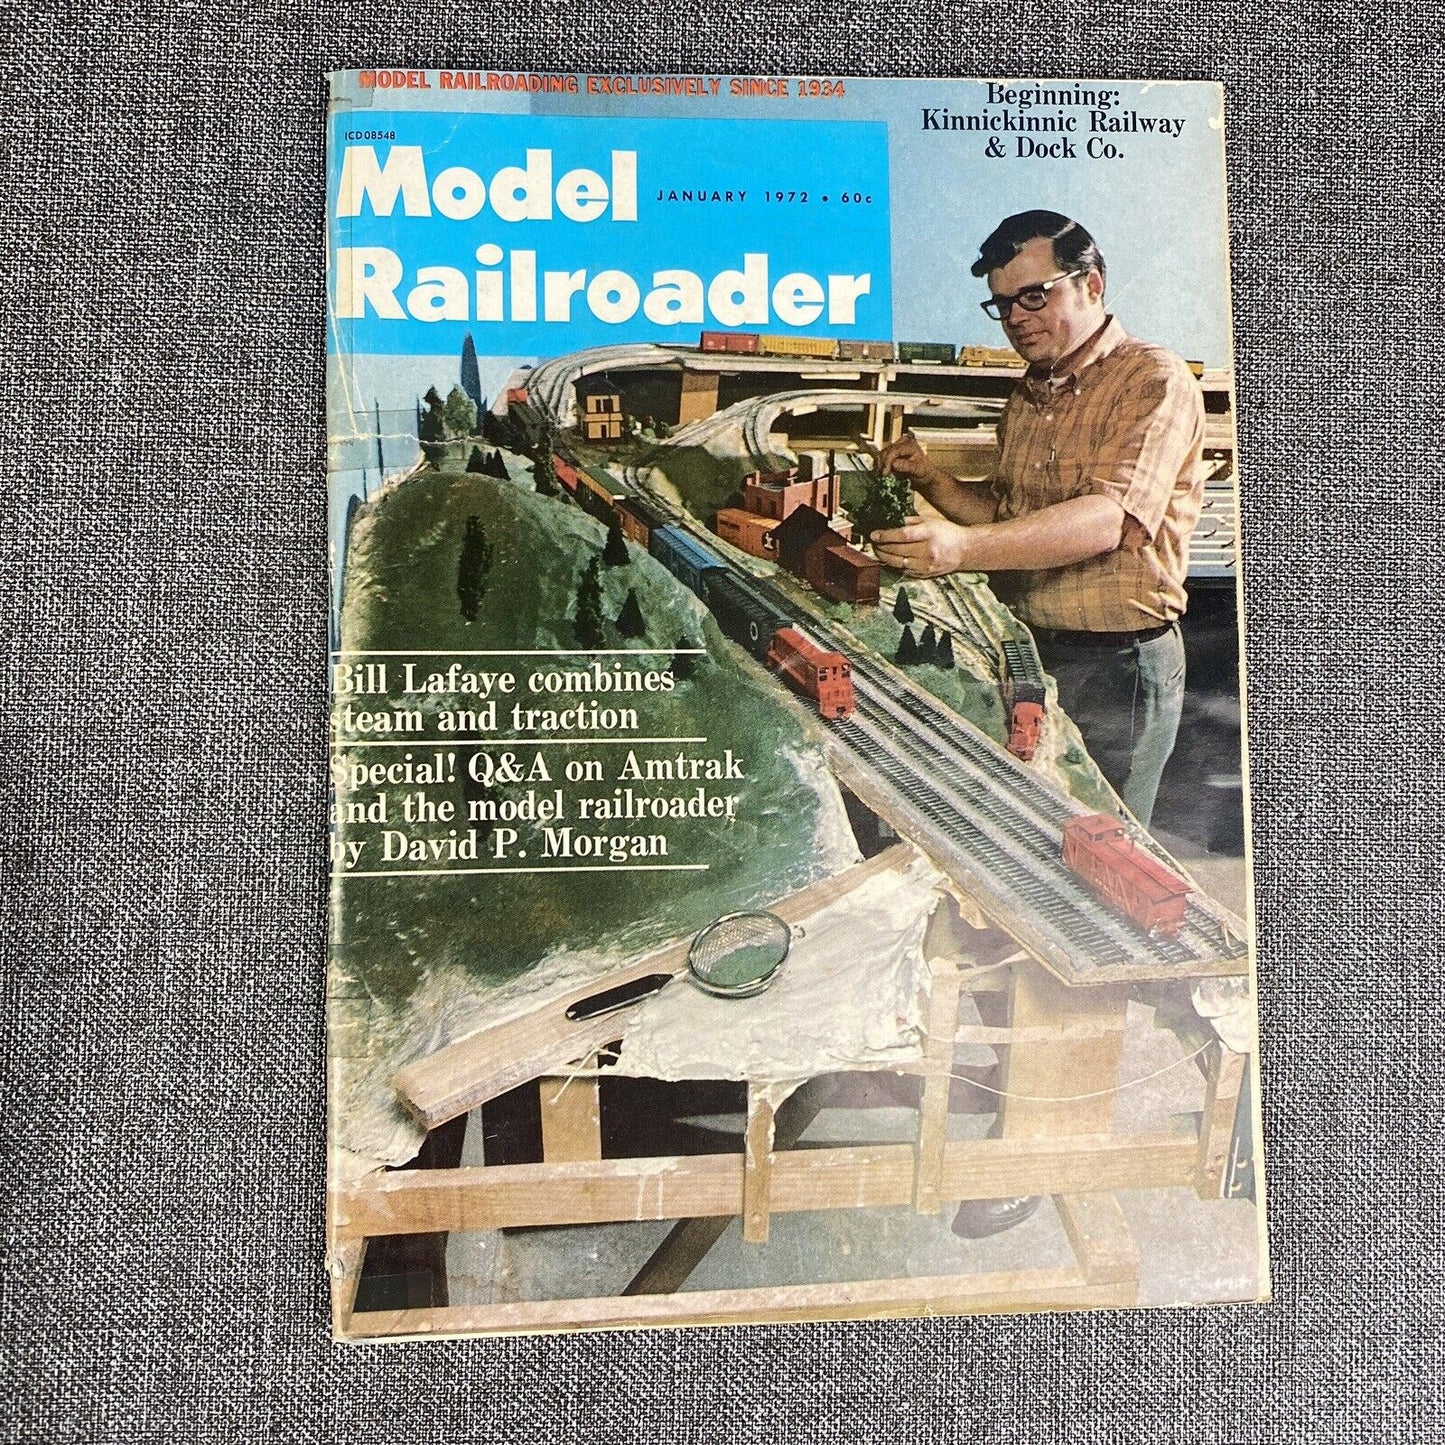 MODEL RAILROADING EXCLUSIVELY SINCE 1934
Beginning:
Kinnickinnic Railway
& Dock Co.
ICD08548
Model
JANUARY 1972 • 60c
Railroader
Bill Lafaye combines
steam and traction
Special! Q&A on Amtrak
and the model railroader
by David P. Morgan